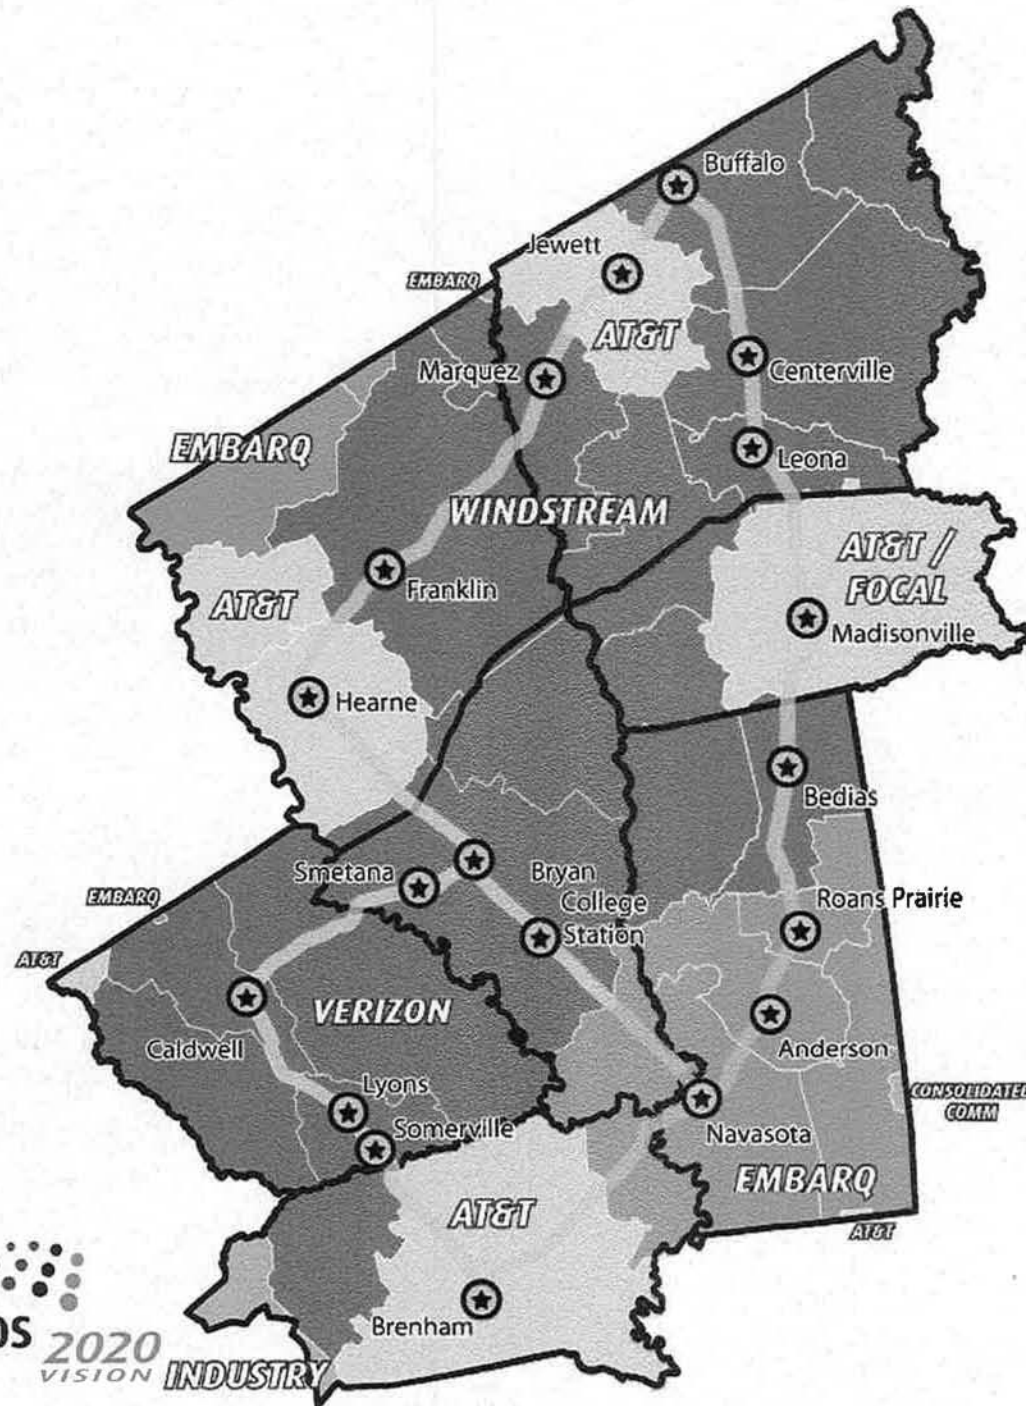 Buffalo
Jewett
EMBARQ
AT&T
Marquez
Centerville
EMBARQ
Leona
WINDSTREAM
AT&T /
FOCAL
Franklin
AT&T
Madisonville
Hearne
Bedias
Smetana
Bryan
College
Station
EMBARQ
Roans Prairie
AT&T
VERIZON
Caldwell
Anderson
Lyons
CONSOLIDATED
COMM
Somerville
Navasota
EMBARQ
AT&T
AT&T
Brenham
2020
VISION
INDUSTRY